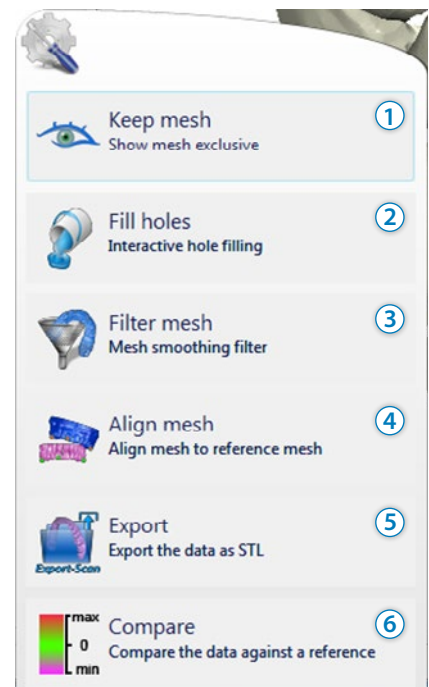 Keep mesh
1
Show mesh exclusive
Fill holes
2
Interactive hole filling
Filter mesh
3
Mesh smoothing filter
Align mesh
4
Align mesh to reference mesh
Export
5
Export the data as STL
Export-Scan
max
0
min
Compare
6
Compare the data against a reference